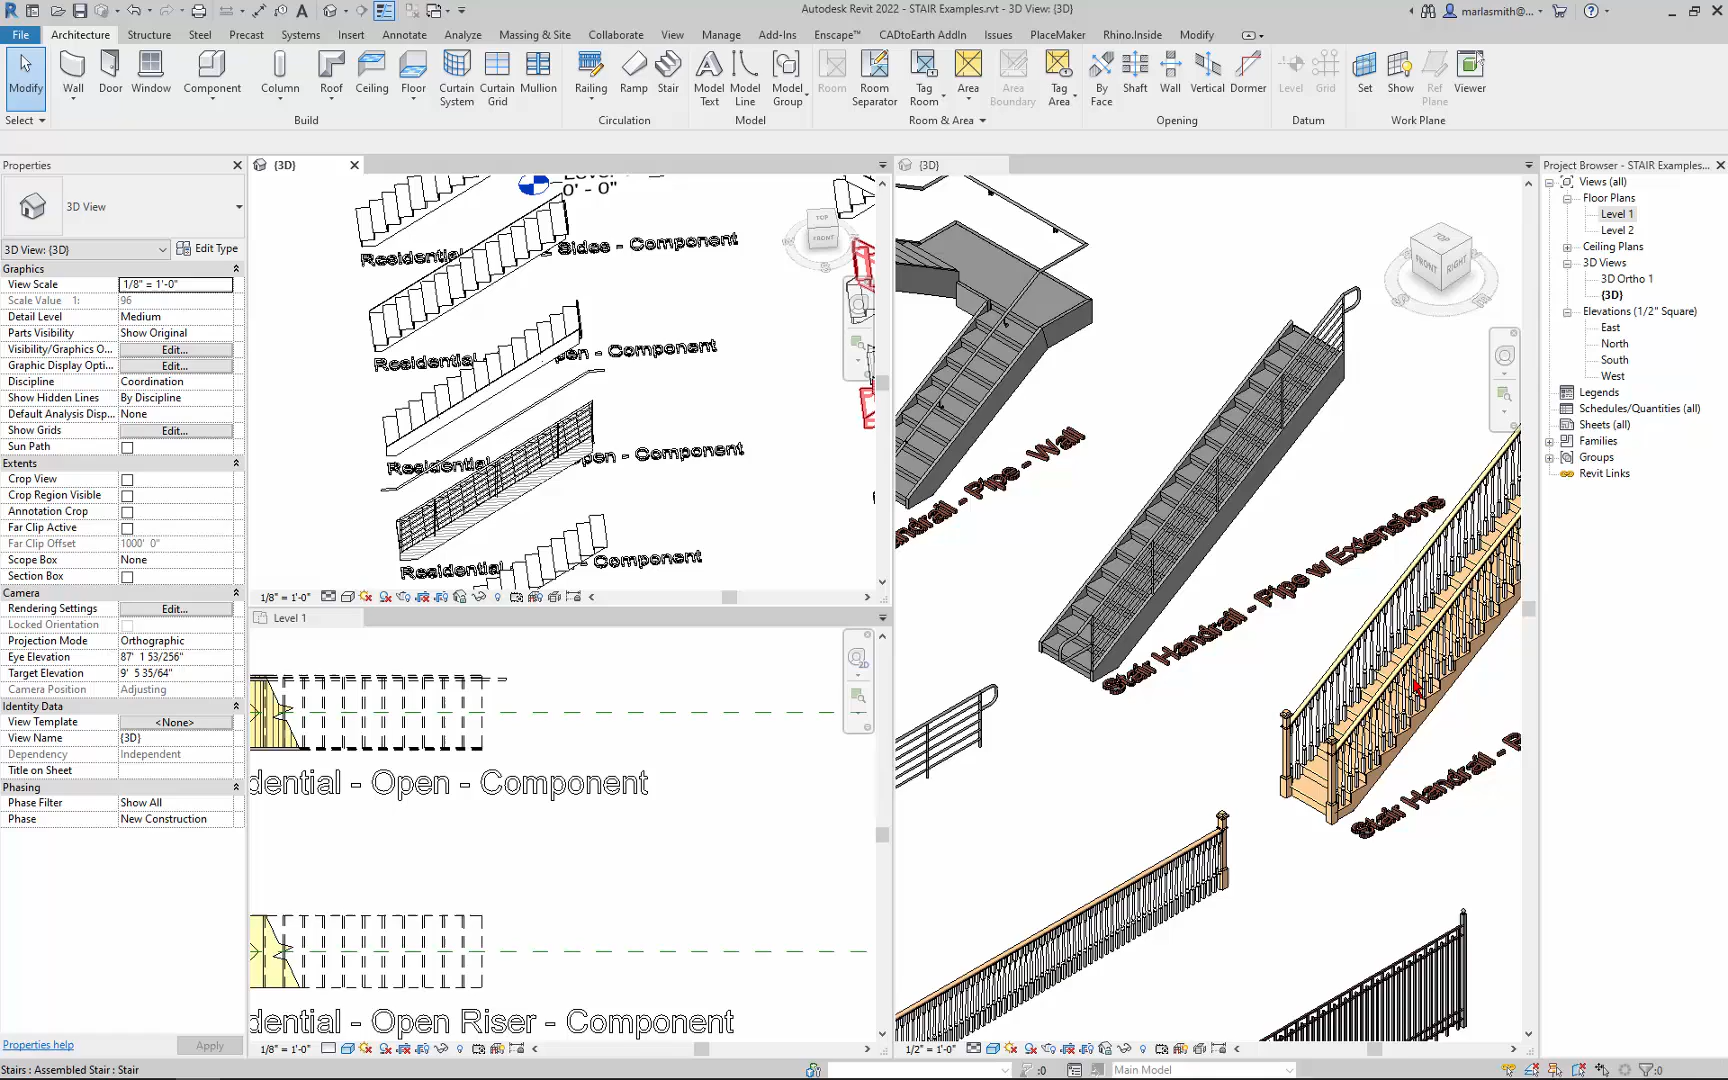 Autodesk Revit 2022 - STAIR Examples.rvt - 3D View: {3D}
marlasmith@...
File Architecture Structure Steel Precast Systems Insert Annotate Analyze Massing & Site Collaborate View Manage Add-Ins Enscape™ CADtoEarth AddIn Issues PlaceMaker Rhino.Inside Modify
Modify Wall Door Window Component Column Roof Ceiling Floor Curtain System Curtain Grid Mullion Railing Ramp Stair Model Text Model Line Model Group Room Room Separator Tag Room Area Area Boundary Tag Area By Face Shaft Wall Vertical Dormer Level Grid Set Show Ref Plane Viewer
Select Build Circulation Model Room & Area Opening Datum Work Plane
Properties
3D View
3D View: {3D} Edit Type
Graphics
View Scale 1/8" = 1'-0"
Scale Value 1: 96
Detail Level Medium
Parts Visibility Show Original
Visibility/Graphics O... Edit...
Graphic Display Opti... Edit...
Discipline Coordination
Show Hidden Lines By Discipline
Default Analysis Disp... None
Show Grids Edit...
Sun Path
Extents
Crop View
Crop Region Visible
Annotation Crop
Far Clip Active
Far Clip Offset 1000' 0"
Scope Box None
Section Box
Camera
Rendering Settings Edit...
Locked Orientation
Projection Mode Orthographic
Eye Elevation 87' 1 53/256"
Target Elevation 9' 5 35/64"
Camera Position Adjusting
Identity Data
View Template <None>
View Name {3D}
Dependency Independent
Title on Sheet
Phasing
Phase Filter Show All
Phase New Construction
Properties help Apply
Stairs : Assembled Stair : Stair
{3D}
0' - 0"
TOP
FRONT
Residential Sides - Component
Residential pen - Component
Residential pen - Component
Residential Component
1/8" = 1'-0"
Level 1
2D
dential - Open - Component
dential - Open Riser - Component
1/8" = 1'-0"
{3D}
TOP
FRONT RIGHT
andrail - Pipe - Wall
Stair Handrail - Pipe w Extensions
Stair Handrail -
1/2" = 1'-0"
:0
Main Model
:0
Project Browser - STAIR Examples...
Views (all)
Floor Plans
Level 1
Level 2
Ceiling Plans
3D Views
3D Ortho 1
{3D}
Elevations (1/2" Square)
East
North
South
West
Legends
Schedules/Quantities (all)
Sheets (all)
Families
Groups
Revit Links